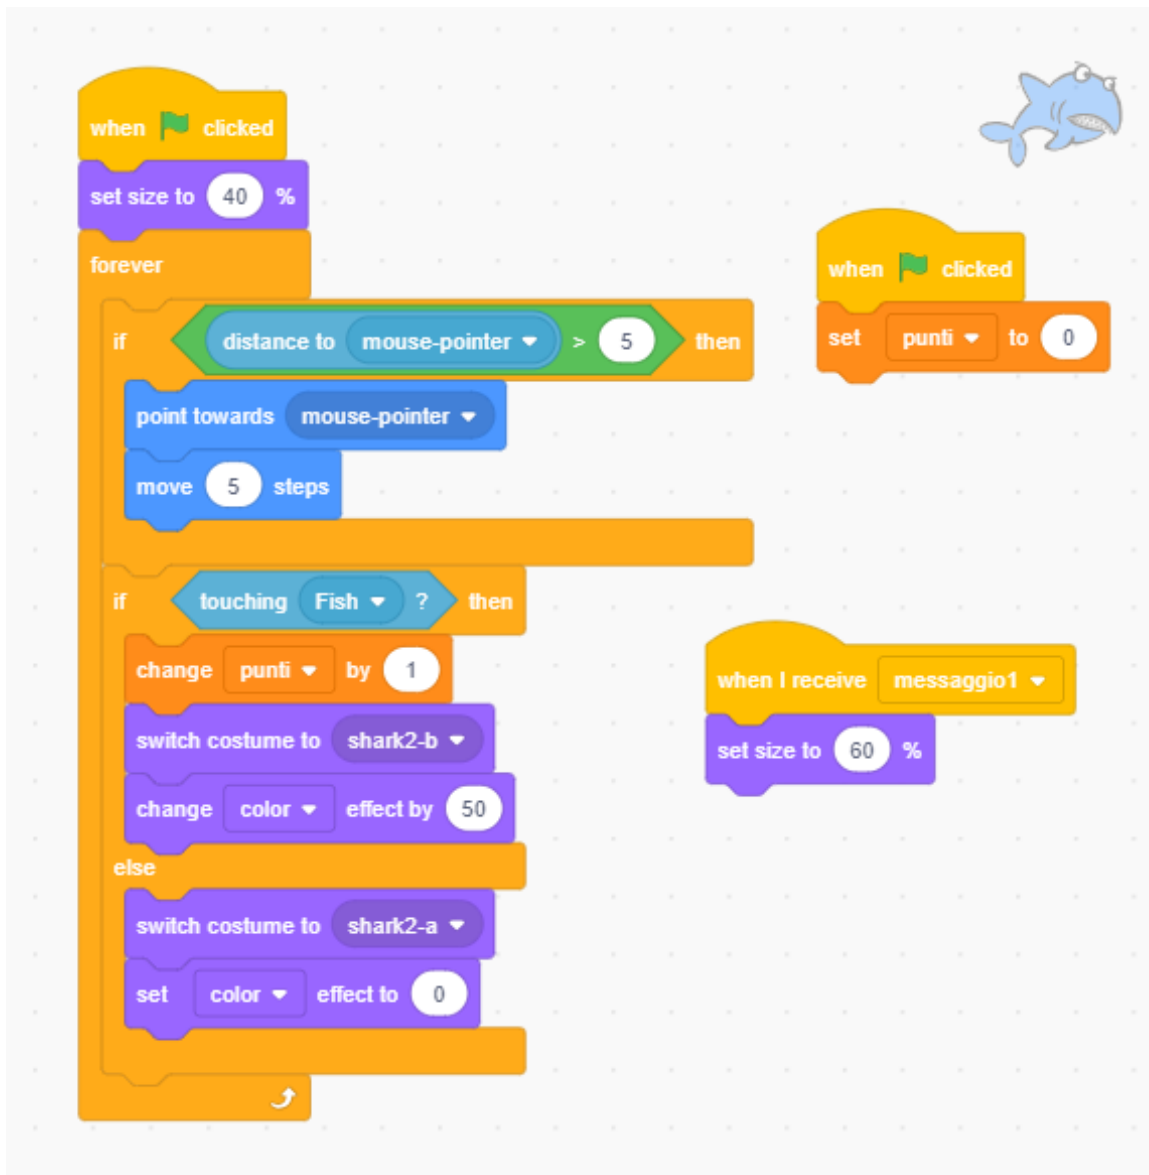 when clicked
set size to 40 %
forever
if distance to mouse-pointer > 5 then
point towards mouse-pointer
move 5 steps
if touching Fish ? then
change punti by 1
switch costume to shark2-b
change color effect by 50
else
switch costume to shark2-a
set color effect to 0
when clicked
set punti to 0
when I receive messaggio1
set size to 60 %